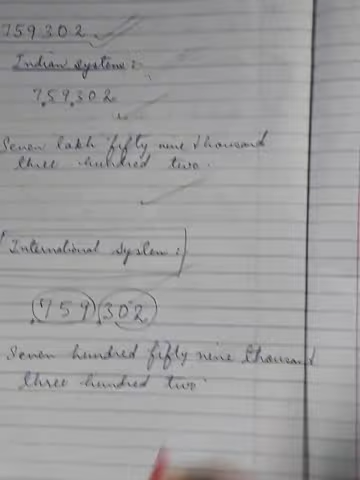 759302
Indian system:
7,59,302
Seven lakh fifty nine thousand
three hundred two.
International System:
759,302
Seven hundred fifty nine thousand
three hundred two.